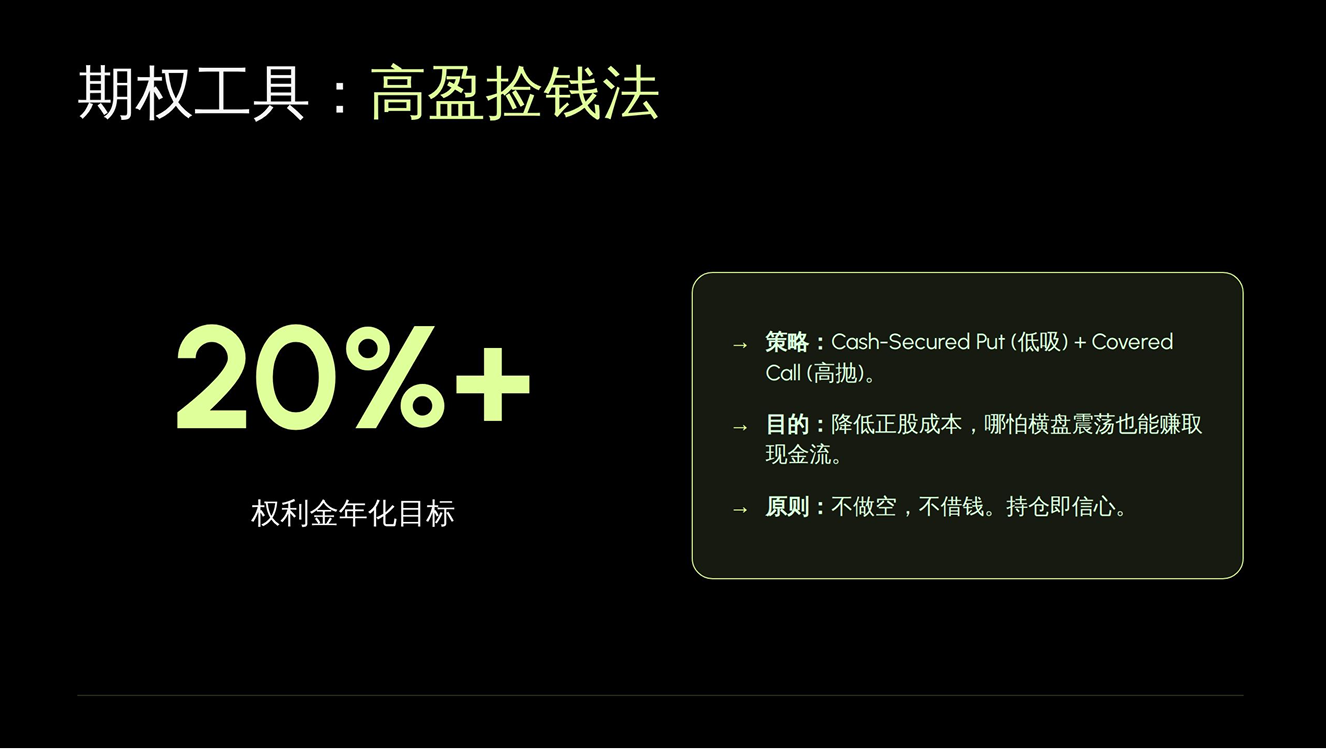 期权工具：高盈捡钱法
20%+
权利金年化目标
→ 策略：Cash-Secured Put (低吸) + Covered
Call (高抛)。
→ 目的：降低正股成本，哪怕横盘震荡也能赚取
现金流。
→ 原则：不做空，不借钱。持仓即信心。